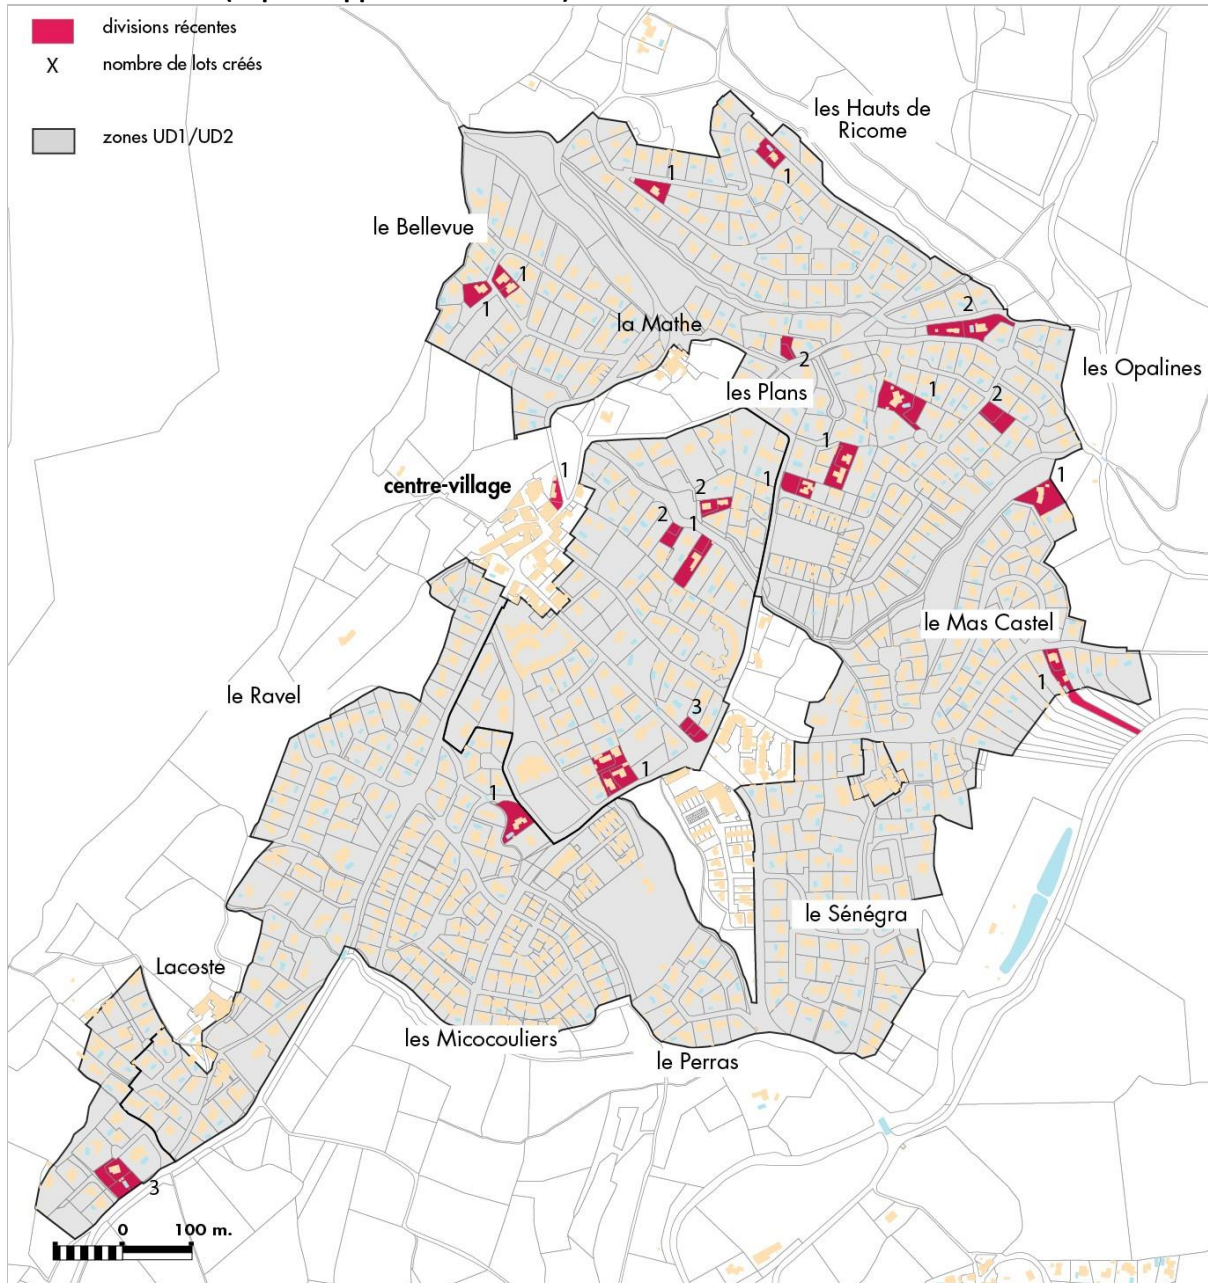 divisions récentes
X nombre de lots créés
zones UD1/UD2
les Hauts de
Ricome
1
1
le Bellevue
1
1
la Mathe
2
2
les Opalines
les Plans
1
2
1
1
centre-village
1
1
2
2
1
le Mas Castel
1
le Ravel
3
1
1
le Sénégra
Lacoste
les Micocouliers
le Perras
3
0 100 m.